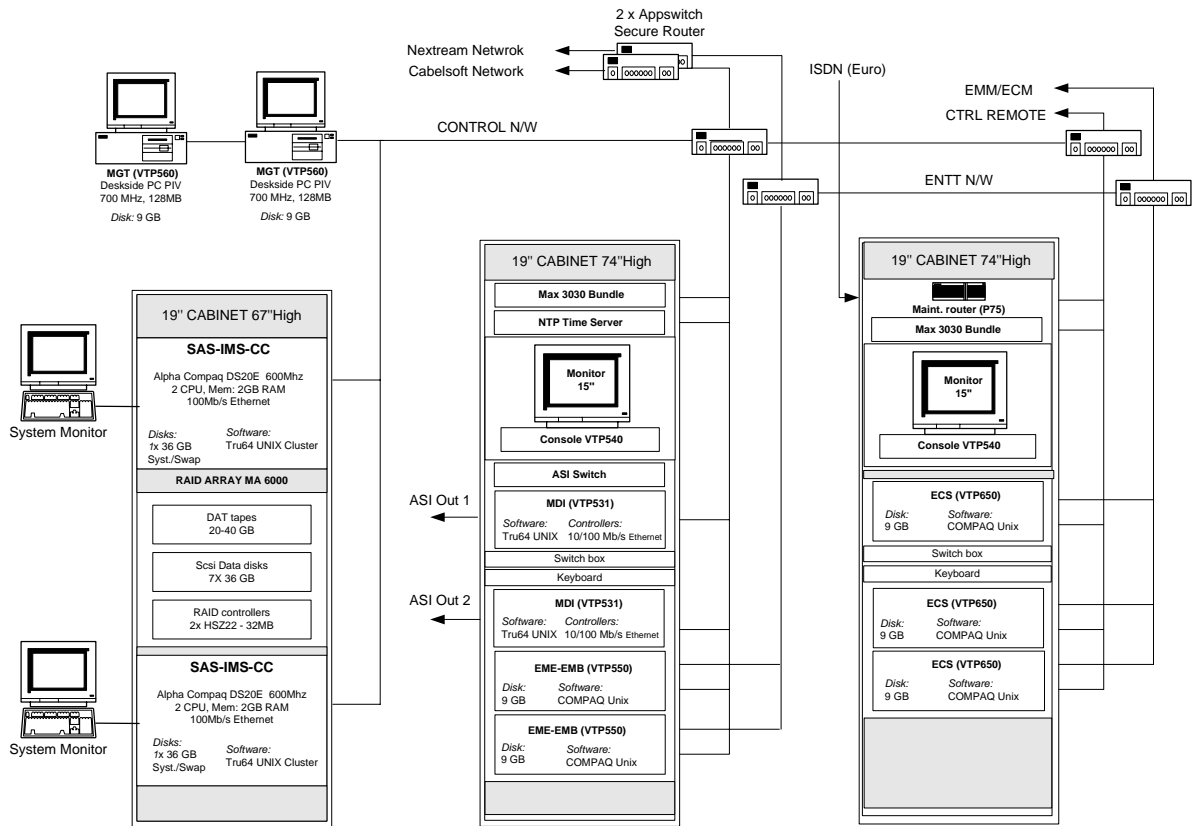 2 x Appswitch
Secure Router
Nextream Netwrok
Cabelsoft Network
ISDN (Euro)
EMM/ECM
CTRL REMOTE
CONTROL N/W
0 000000 00
ENTT N/W
MGT (VTP560)
Deskside PC PIV
700 MHz, 128MB
Disk: 9 GB
MGT (VTP560)
Deskside PC PIV
700 MHz, 128MB
Disk: 9 GB
19" CABINET 67"High
SAS-IMS-CC
Alpha Compaq DS20E 600Mhz
2 CPU, Mem: 2GB RAM
100Mb/s Ethernet
Disks:
1x 36 GB
Syst./Swap
Software:
Tru64 UNIX Cluster
System Monitor
RAID ARRAY MA 6000
DAT tapes
20-40 GB
Scsi Data disks
7X 36 GB
RAID controllers
2x HSZ22 - 32MB
SAS-IMS-CC
Alpha Compaq DS20E 600Mhz
2 CPU, Mem: 2GB RAM
100Mb/s Ethernet
Disks:
1x 36 GB
Syst./Swap
Software:
Tru64 UNIX Cluster
System Monitor
19" CABINET 74"High
Max 3030 Bundle
NTP Time Server
Monitor
15"
Console VTP540
ASI Switch
ASI Out 1
MDI (VTP531)
Software: Controllers:
Tru64 UNIX 10/100 Mb/s Ethernet
Switch box
Keyboard
ASI Out 2
MDI (VTP531)
Software: Controllers:
Tru64 UNIX 10/100 Mb/s Ethernet
EME-EMB (VTP550)
Disk: Software:
9 GB COMPAQ Unix
EME-EMB (VTP550)
Disk: Software:
9 GB COMPAQ Unix
19" CABINET 74"High
Maint. router (P75)
Max 3030 Bundle
Monitor
15"
Console VTP540
ECS (VTP650)
Disk: Software:
9 GB COMPAQ Unix
Switch box
Keyboard
ECS (VTP650)
Disk: Software:
9 GB COMPAQ Unix
ECS (VTP650)
Disk: Software:
9 GB COMPAQ Unix